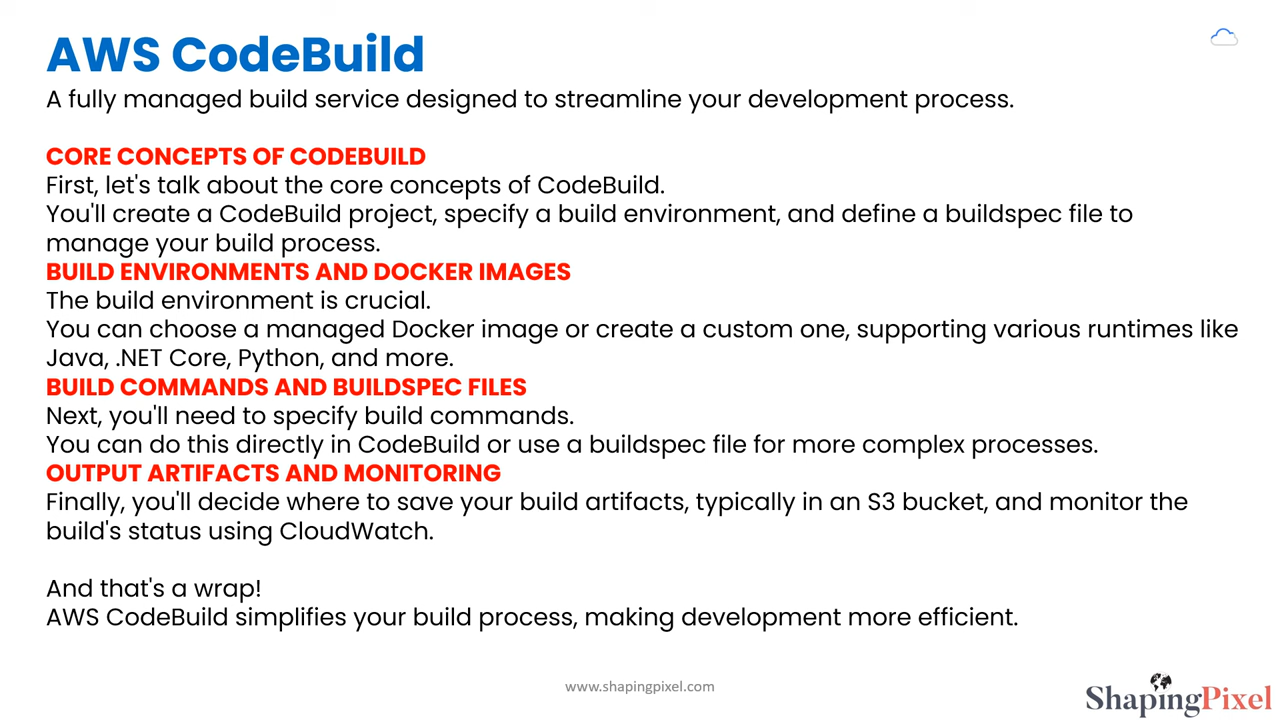 AWS CodeBuild
A fully managed build service designed to streamline your development process.
CORE CONCEPTS OF CODEBUILD
First, let's talk about the core concepts of CodeBuild.
You'll create a CodeBuild project, specify a build environment, and define a buildspec file to
manage your build process.
BUILD ENVIRONMENTS AND DOCKER IMAGES
The build environment is crucial.
You can choose a managed Docker image or create a custom one, supporting various runtimes like
Java, .NET Core, Python, and more.
BUILD COMMANDS AND BUILDSPEC FILES
Next, you'll need to specify build commands.
You can do this directly in CodeBuild or use a buildspec file for more complex processes.
OUTPUT ARTIFACTS AND MONITORING
Finally, you'll decide where to save your build artifacts, typically in an S3 bucket, and monitor the
build's status using CloudWatch.
And that's a wrap!
AWS CodeBuild simplifies your build process, making development more efficient.
www.shapingpixel.com
ShapingPixel